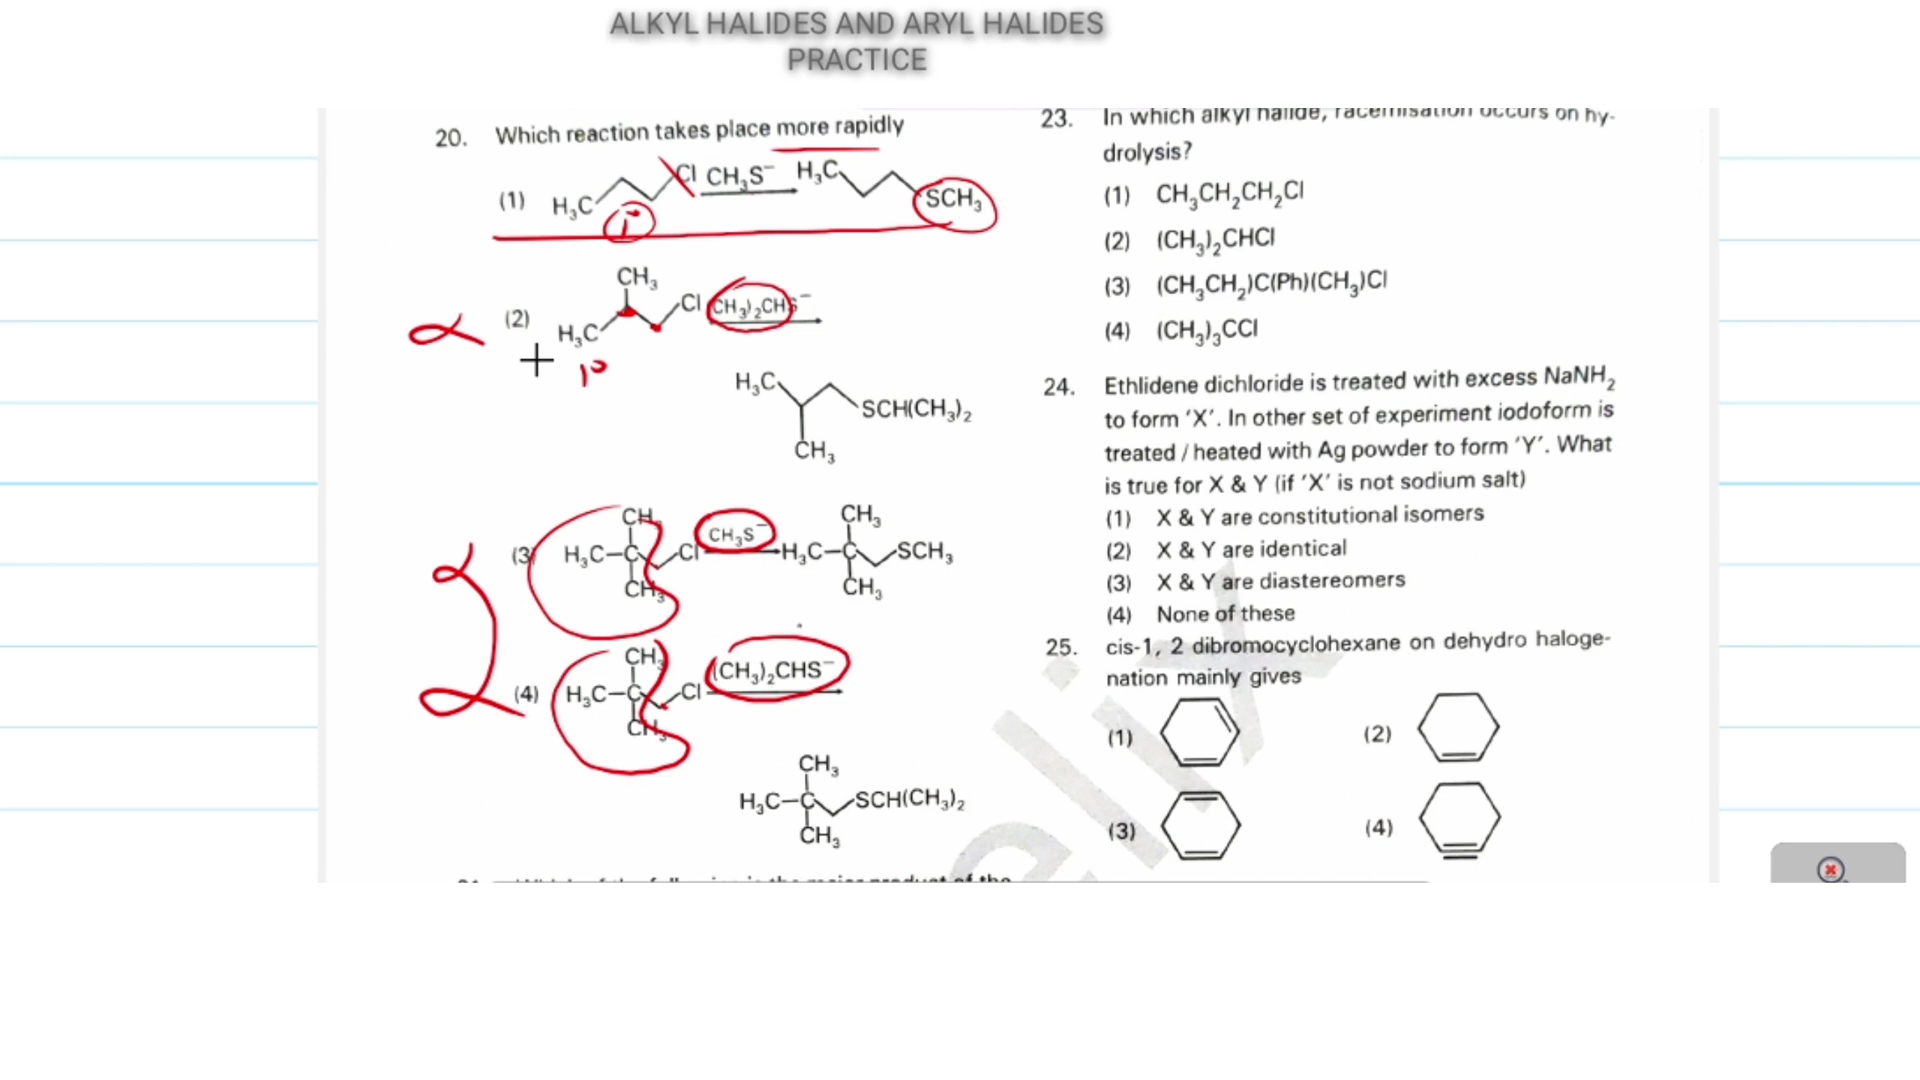 ALKYL HALIDES AND ARYL HALIDES
PRACTICE
20. Which reaction takes place more rapidly
(1) H₃C Cl CH₃S⁻ H₃C SCH₃
1°
CH₃
(2) H₃C Cl (CH₃)₂CHS⁻
1°
H₃C SCH(CH₃)₂
CH₃
CH₃ CH₃
(3) H₃C–C Cl CH₃S⁻ H₃C–C SCH₃
CH₃ CH₃
CH₃
(4) H₃C–C Cl (CH₃)₂CHS⁻
CH₃
CH₃
H₃C–C SCH(CH₃)₂
CH₃
23. In which alkyl halide, racemisation occurs on hy-
drolysis?
(1) CH₃CH₂CH₂Cl
(2) (CH₃)₂CHCl
(3) (CH₃CH₂)C(Ph)(CH₃)Cl
(4) (CH₃)₃CCl
24. Ethlidene dichloride is treated with excess NaNH₂
to form ‘X’. In other set of experiment iodoform is
treated / heated with Ag powder to form ‘Y’. What
is true for X & Y (if ‘X’ is not sodium salt)
(1) X & Y are constitutional isomers
(2) X & Y are identical
(3) X & Y are diastereomers
(4) None of these
25. cis-1, 2 dibromocyclohexane on dehydro haloge-
nation mainly gives
(1) (2)
(3) (4)